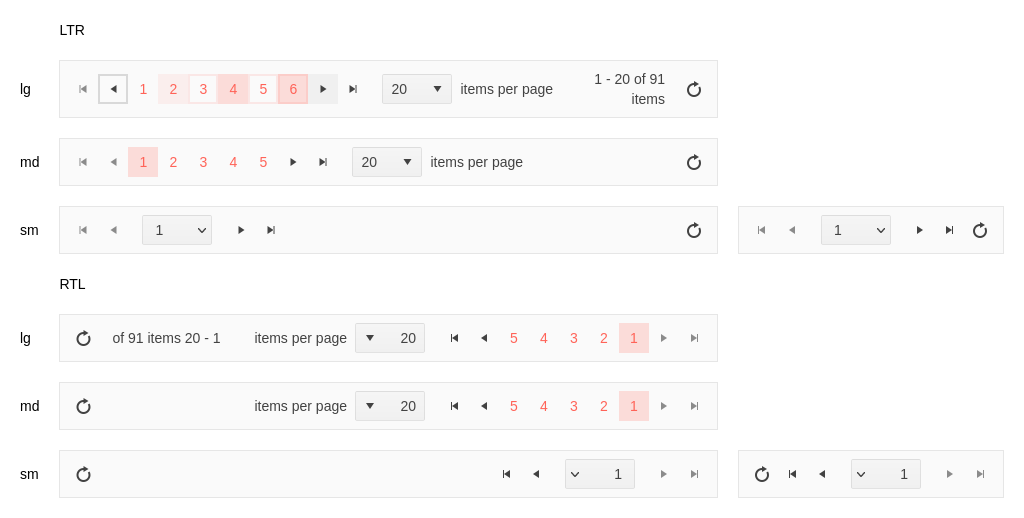 LTR
lg 1 2 3 4 5 6 20 items per page 1 - 20 of 91
items
md 1 2 3 4 5 20 items per page
sm 1 1
RTL
lg of 91 items 20 - 1 items per page 20 5 4 3 2 1
md items per page 20 5 4 3 2 1
sm 1 1